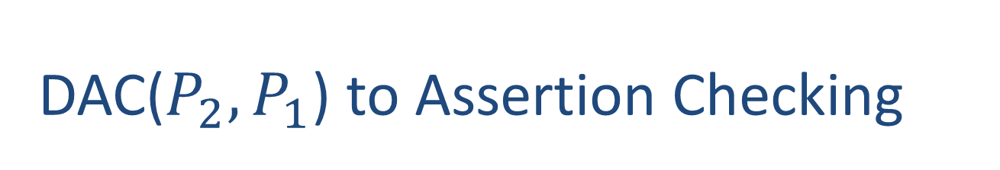 DAC(𝑃₂, 𝑃₁) to Assertion Checking